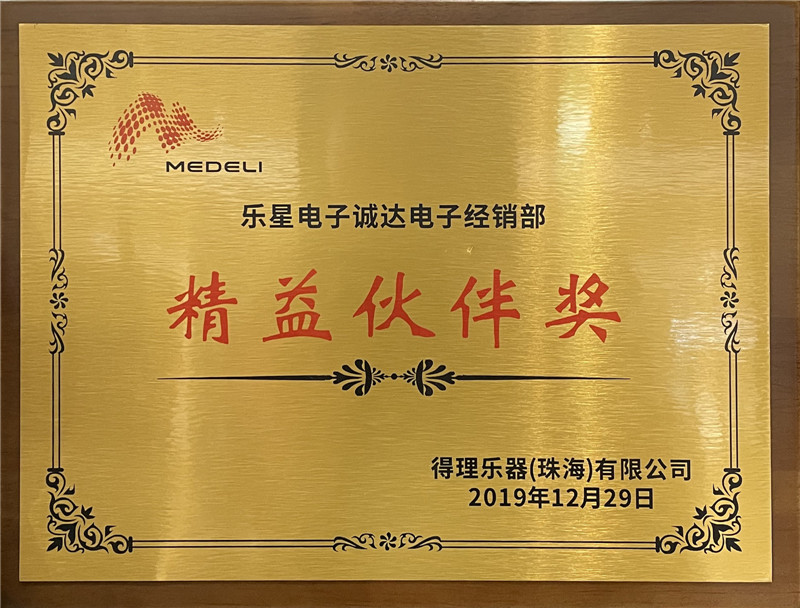 MEDELI
乐星电子诚达电子经销部
精益伙伴奖
得理乐器(珠海)有限公司
2019年12月29日